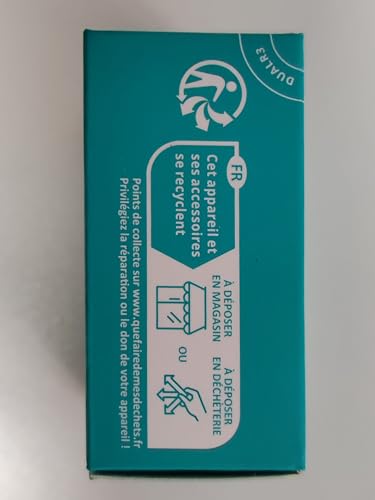 DUALR3
FR
Cet appareil et
ses accessoires
se recyclent
À DÉPOSER
EN MAGASIN
OU
À DÉPOSER
EN DÉCHÈTERIE
Points de collecte sur www.quefairedemesdechets.fr
Privilégiez la réparation ou le don de votre appareil !